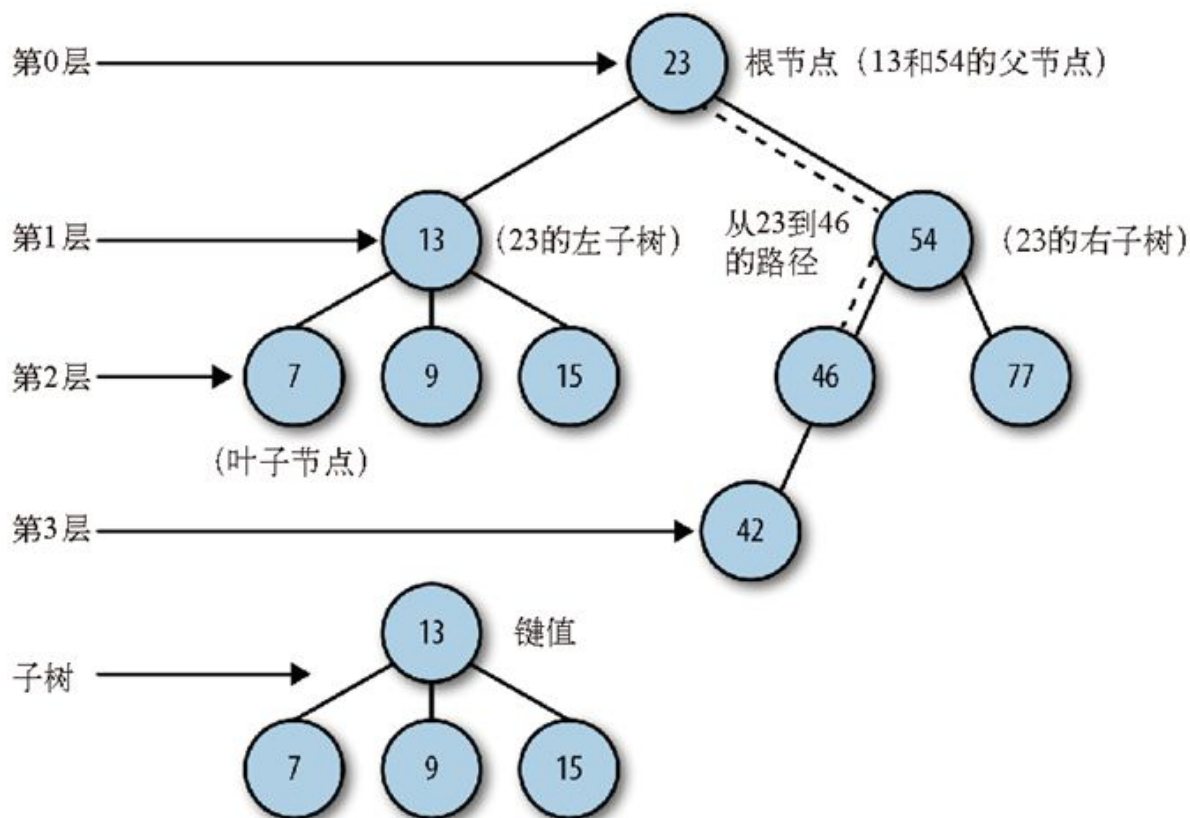 第0层
23
根节点（13和54的父节点）
第1层
13
(23的左子树)
从23到46
的路径
54
(23的右子树)
第2层
7
9
15
46
77
(叶子节点)
第3层
42
13
键值
子树
7
9
15